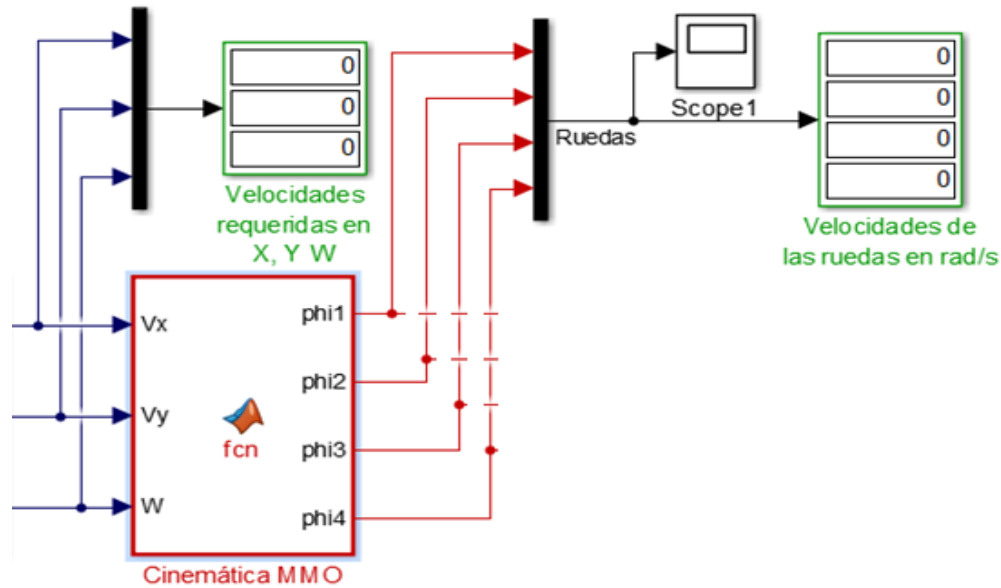 0
0
0
Velocidades
requeridas en
X, Y W
Ruedas
Scope1
0
0
0
0
Velocidades de
las ruedas en rad/s
Vx
Vy
W
fcn
phi1
phi2
phi3
phi4
Cinemática MMO